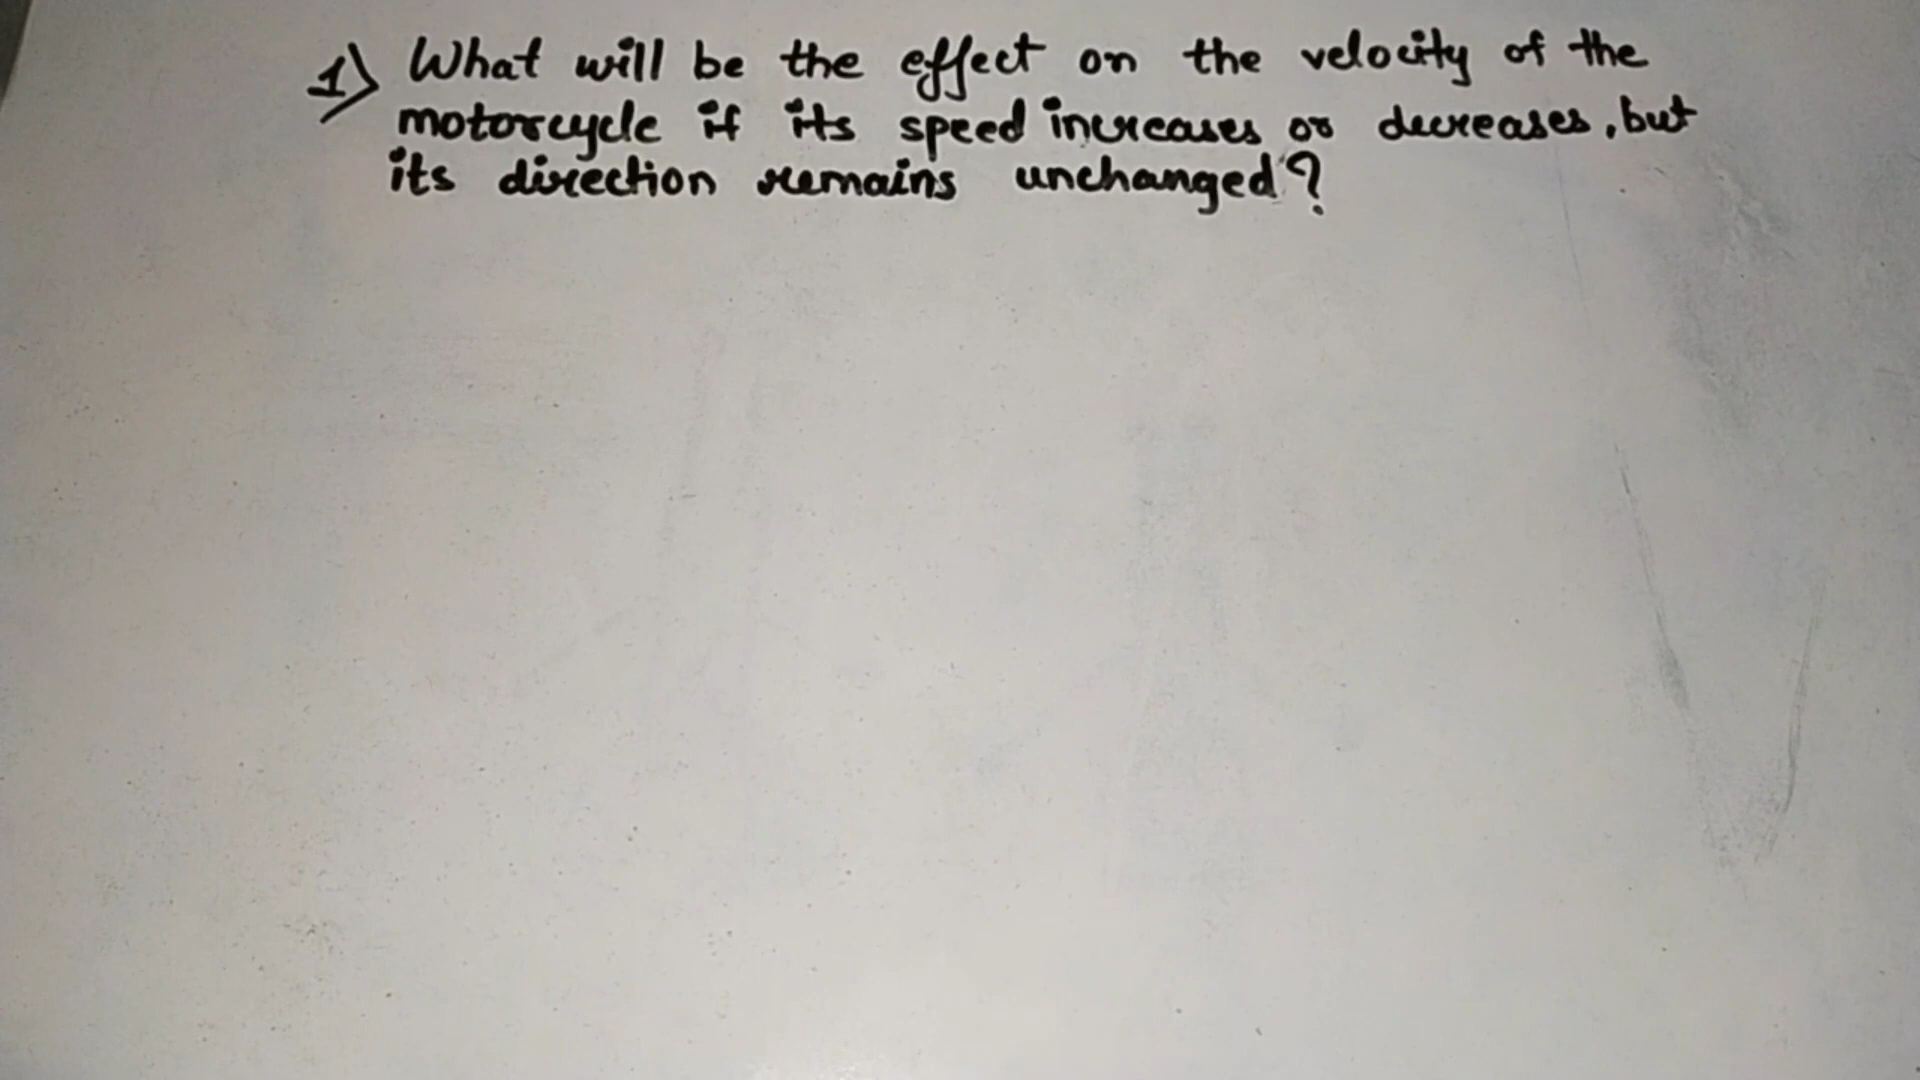 1) What will be the effect on the velocity of the
motorcycle if its speed increases or decreases, but
its direction remains unchanged?